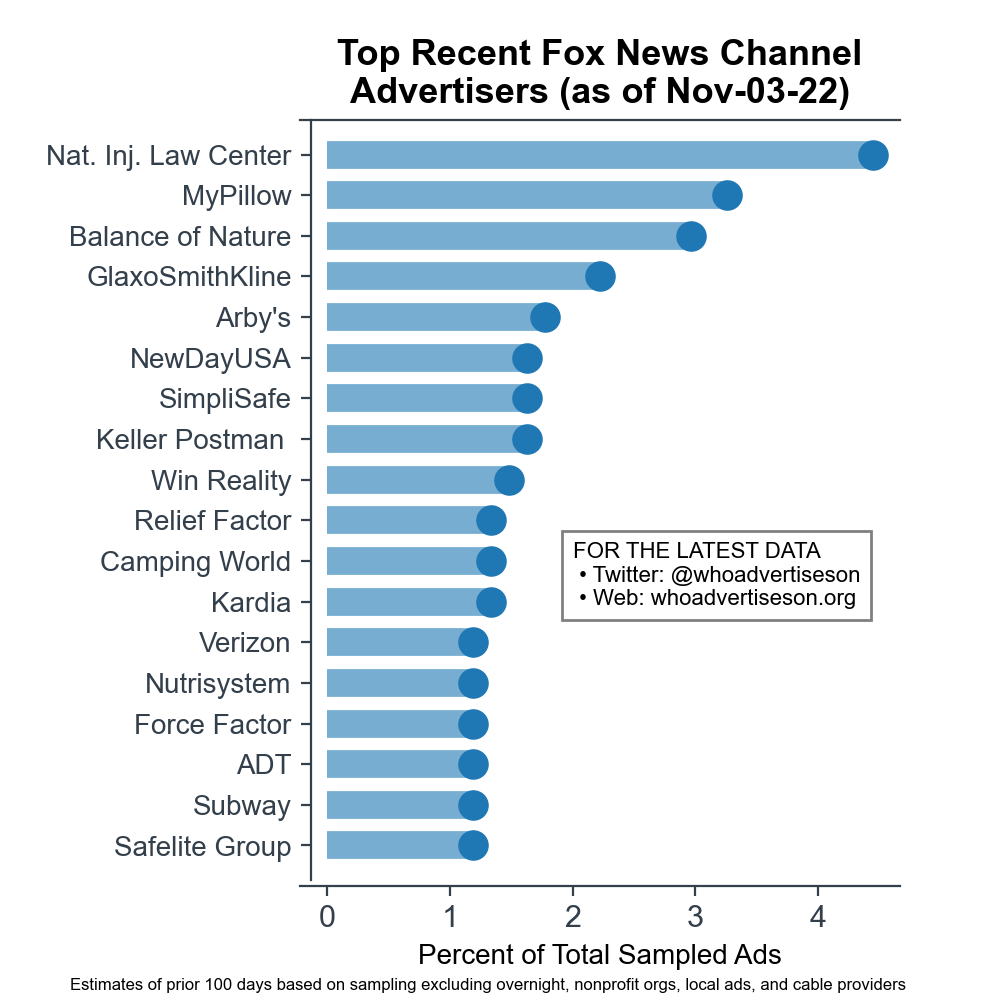 Top Recent Fox News Channel
Advertisers (as of Nov-03-22)
Nat. Inj. Law Center
MyPillow
Balance of Nature
GlaxoSmithKline
Arby's
NewDayUSA
SimpliSafe
Keller Postman
Win Reality
Relief Factor
Camping World
Kardia
Verizon
Nutrisystem
Force Factor
ADT
Subway
Safelite Group
FOR THE LATEST DATA
• Twitter: @whoadvertiseson
• Web: whoadvertiseson.org
0 1 2 3 4
Percent of Total Sampled Ads
Estimates of prior 100 days based on sampling excluding overnight, nonprofit orgs, local ads, and cable providers